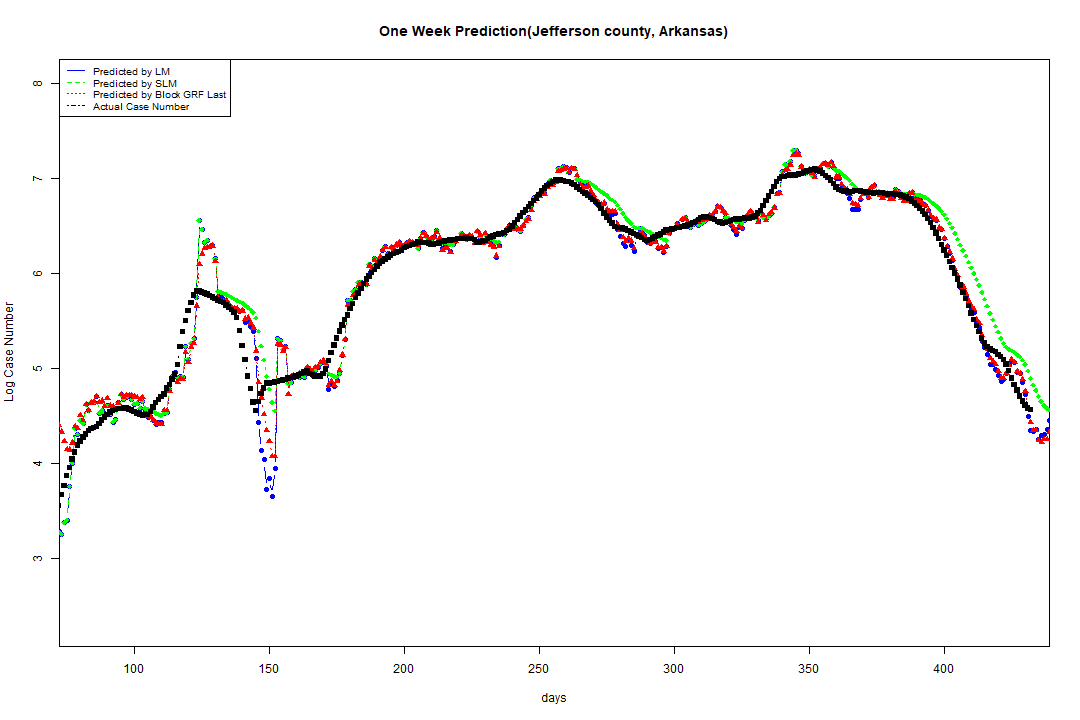 One Week Prediction(Jefferson county, Arkansas)
Predicted by LM
Predicted by SLM
Predicted by Block GRF Last
Actual Case Number
8
7
6
5
4
3
Log Case Number
100 150 200 250 300 350 400
days